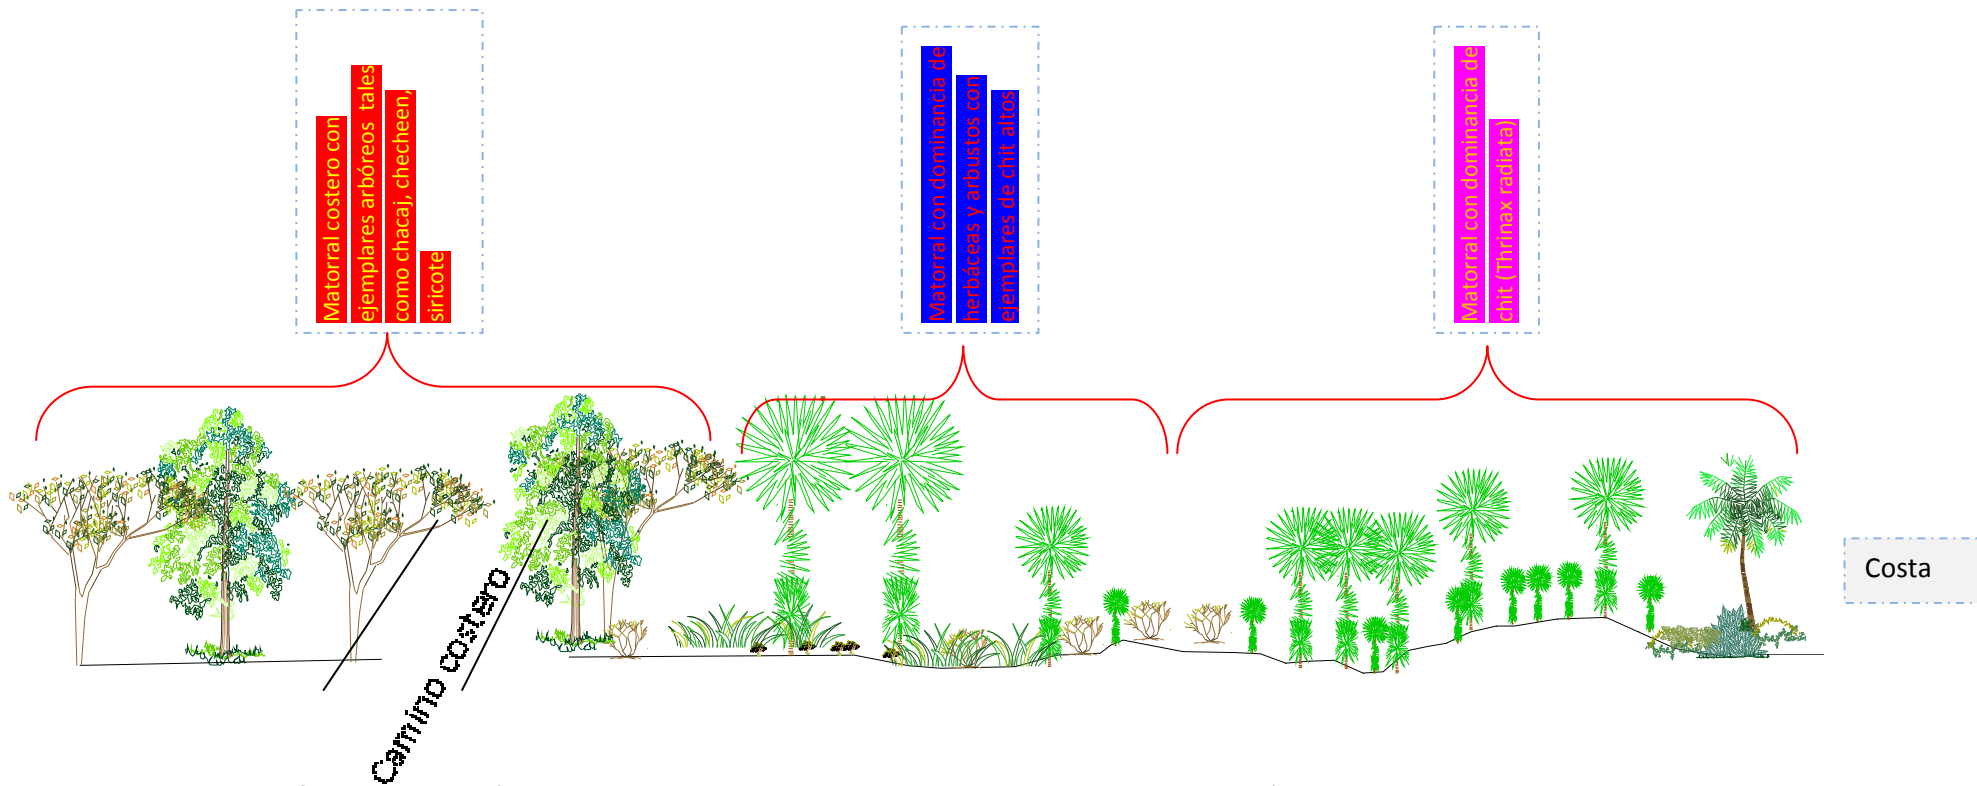 Matorral costero con
ejemplares arbóreos tales
como chacaj, checheen,
siricote
Matorral con dominancia de
herbáceas y arbustos con
ejemplares de chit altos
Matorral con dominancia de
chit (Thrinax radiata)
Camino costero
Costa